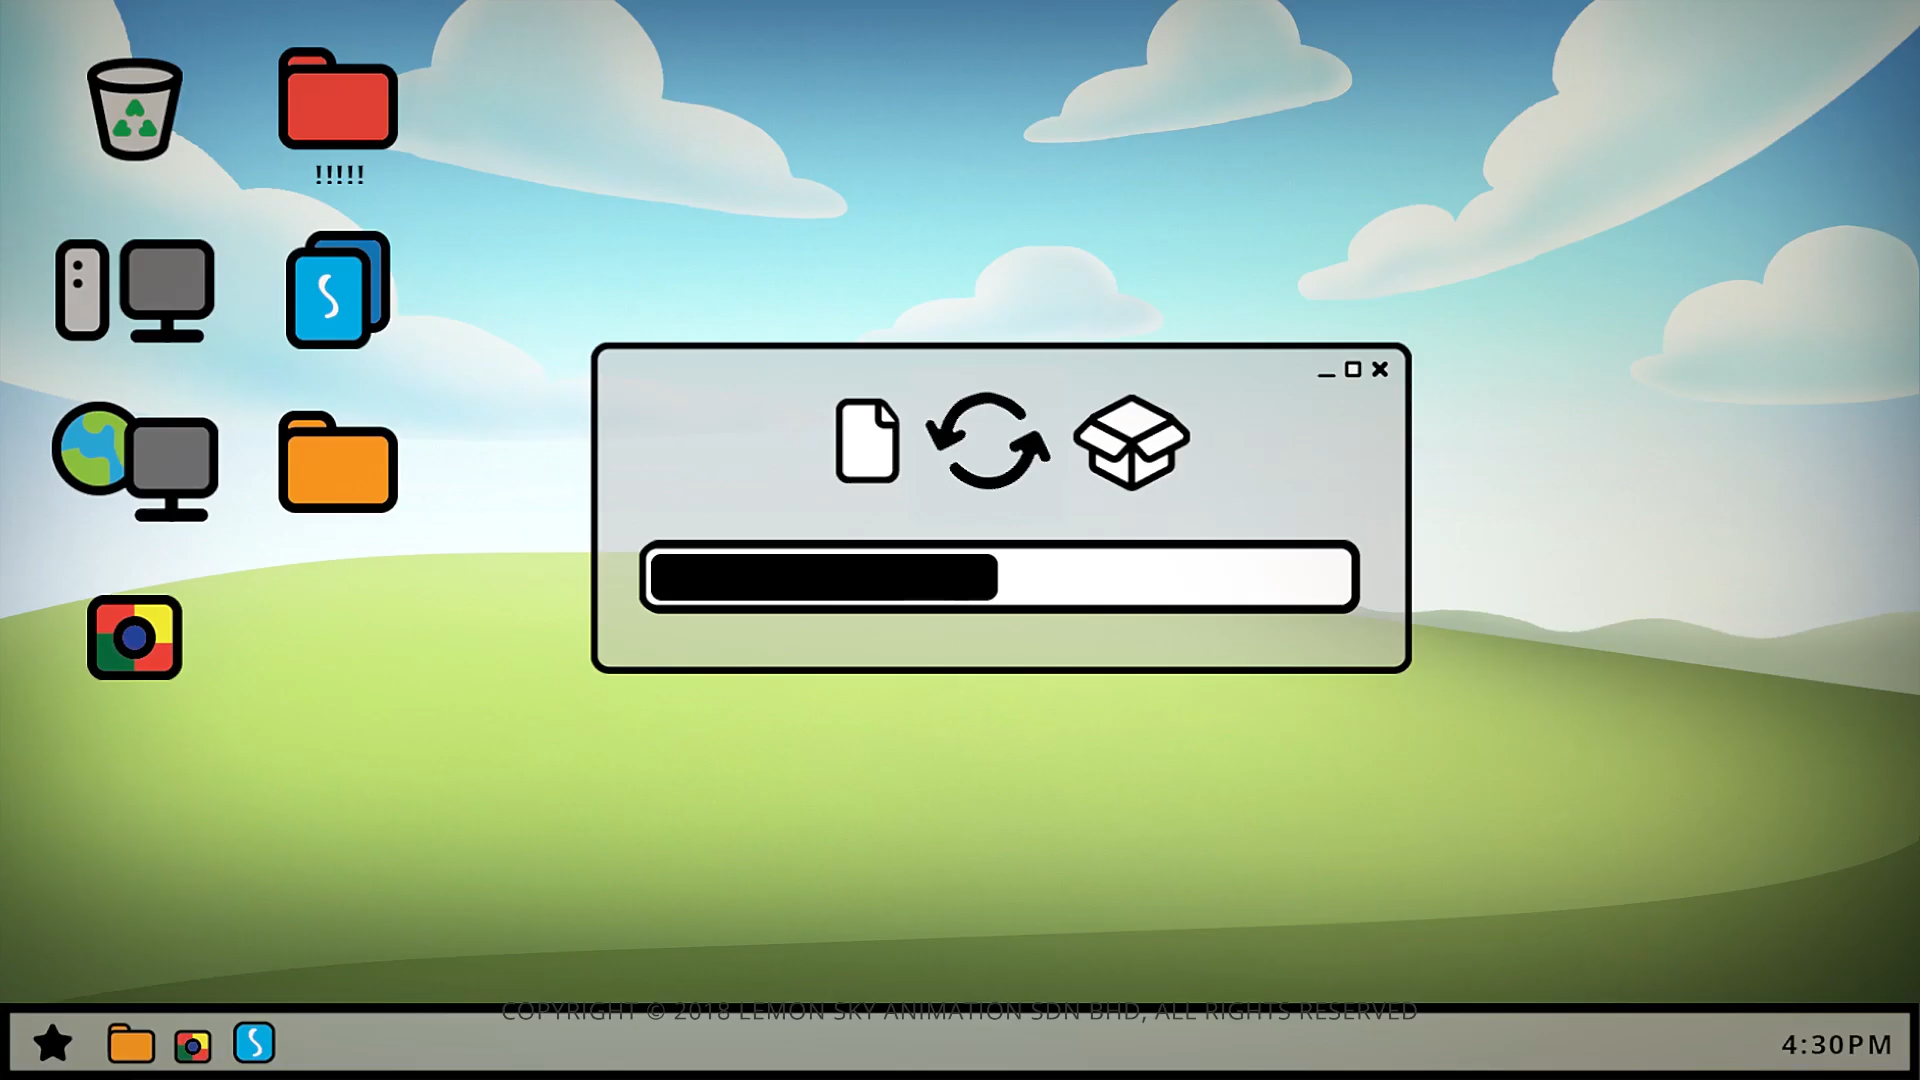 !!!!!
COPYRIGHT © 2018 LEMON SKY ANIMATION SDN BHD, ALL RIGHTS RESERVED
S
S
4:30PM